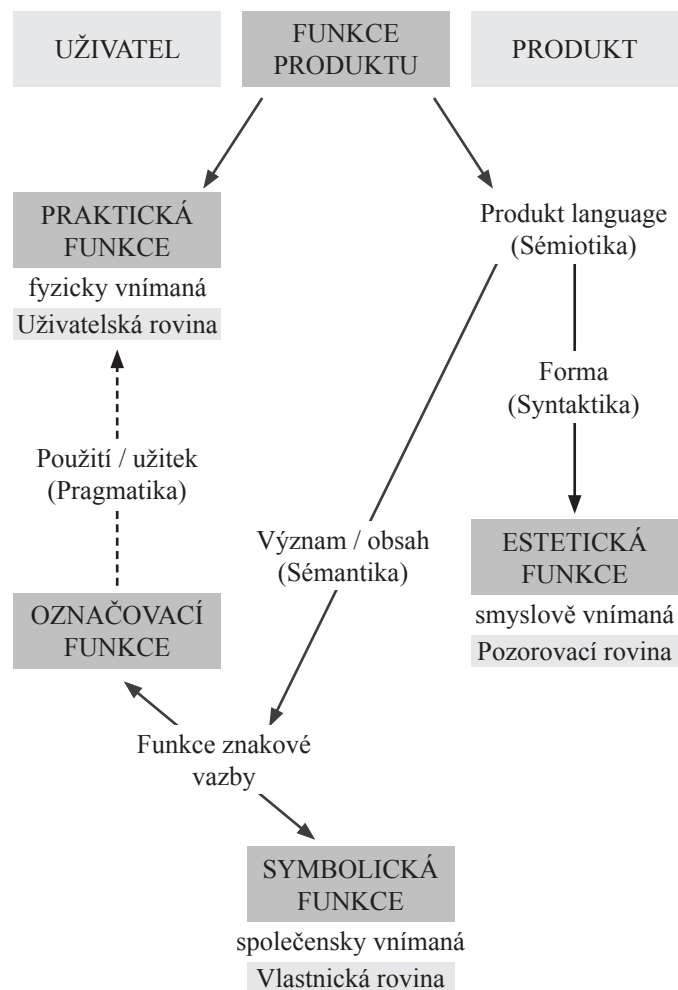 UŽIVATEL
FUNKCE
PRODUKTU
PRODUKT
PRAKTICKÁ
FUNKCE
fyzicky vnímaná
Uživatelská rovina
Produkt language
(Sémiotika)
Forma
(Syntaktika)
Použití / užitek
(Pragmatika)
Význam / obsah
(Sémantika)
ESTETICKÁ
FUNKCE
smyslově vnímaná
Pozorovací rovina
OZNAČOVACÍ
FUNKCE
Funkce znakové
vazby
SYMBOLICKÁ
FUNKCE
společensky vnímaná
Vlastnická rovina